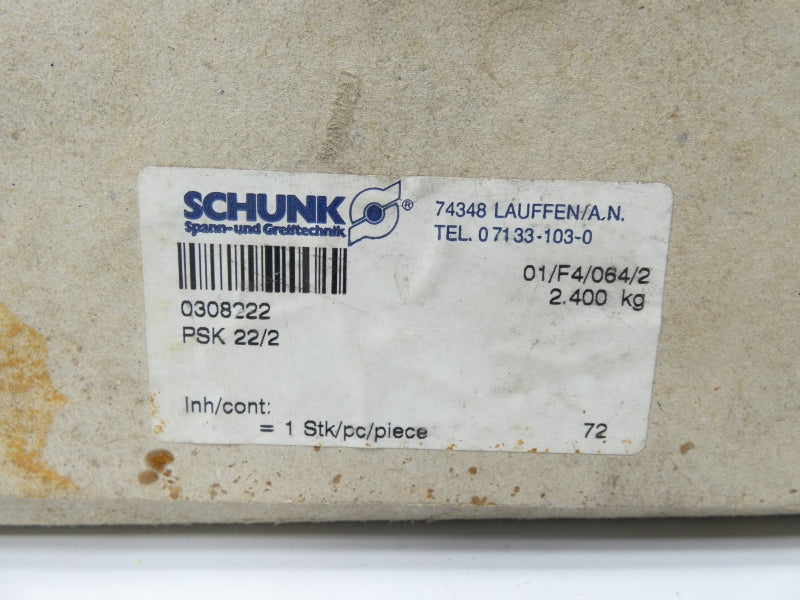 SCHUNK ®
Spann-und Greiftechnik
74348 LAUFFEN/A.N.
TEL. 07133-103-0
01/F4/064/2
2.400 kg
0308222
PSK 22/2
Inh/cont:
= 1 Stk/pc/piece
72